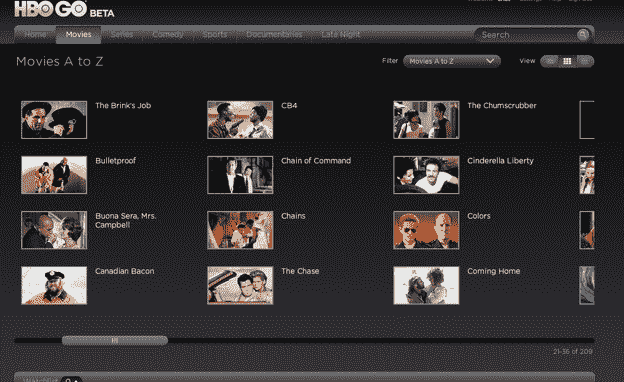 HBO GO BETA
Home Movies Series Comedy Sports Documentaries Late Night Search
Movies A to Z Filter Movies A to Z View
The Brink's Job
CB4
The Chumscrubber
Bulletproof
Chain of Command
Cinderella Liberty
Buona Sera, Mrs.
Campbell
Chains
Colors
Canadian Bacon
The Chase
Coming Home
21-36 of 209